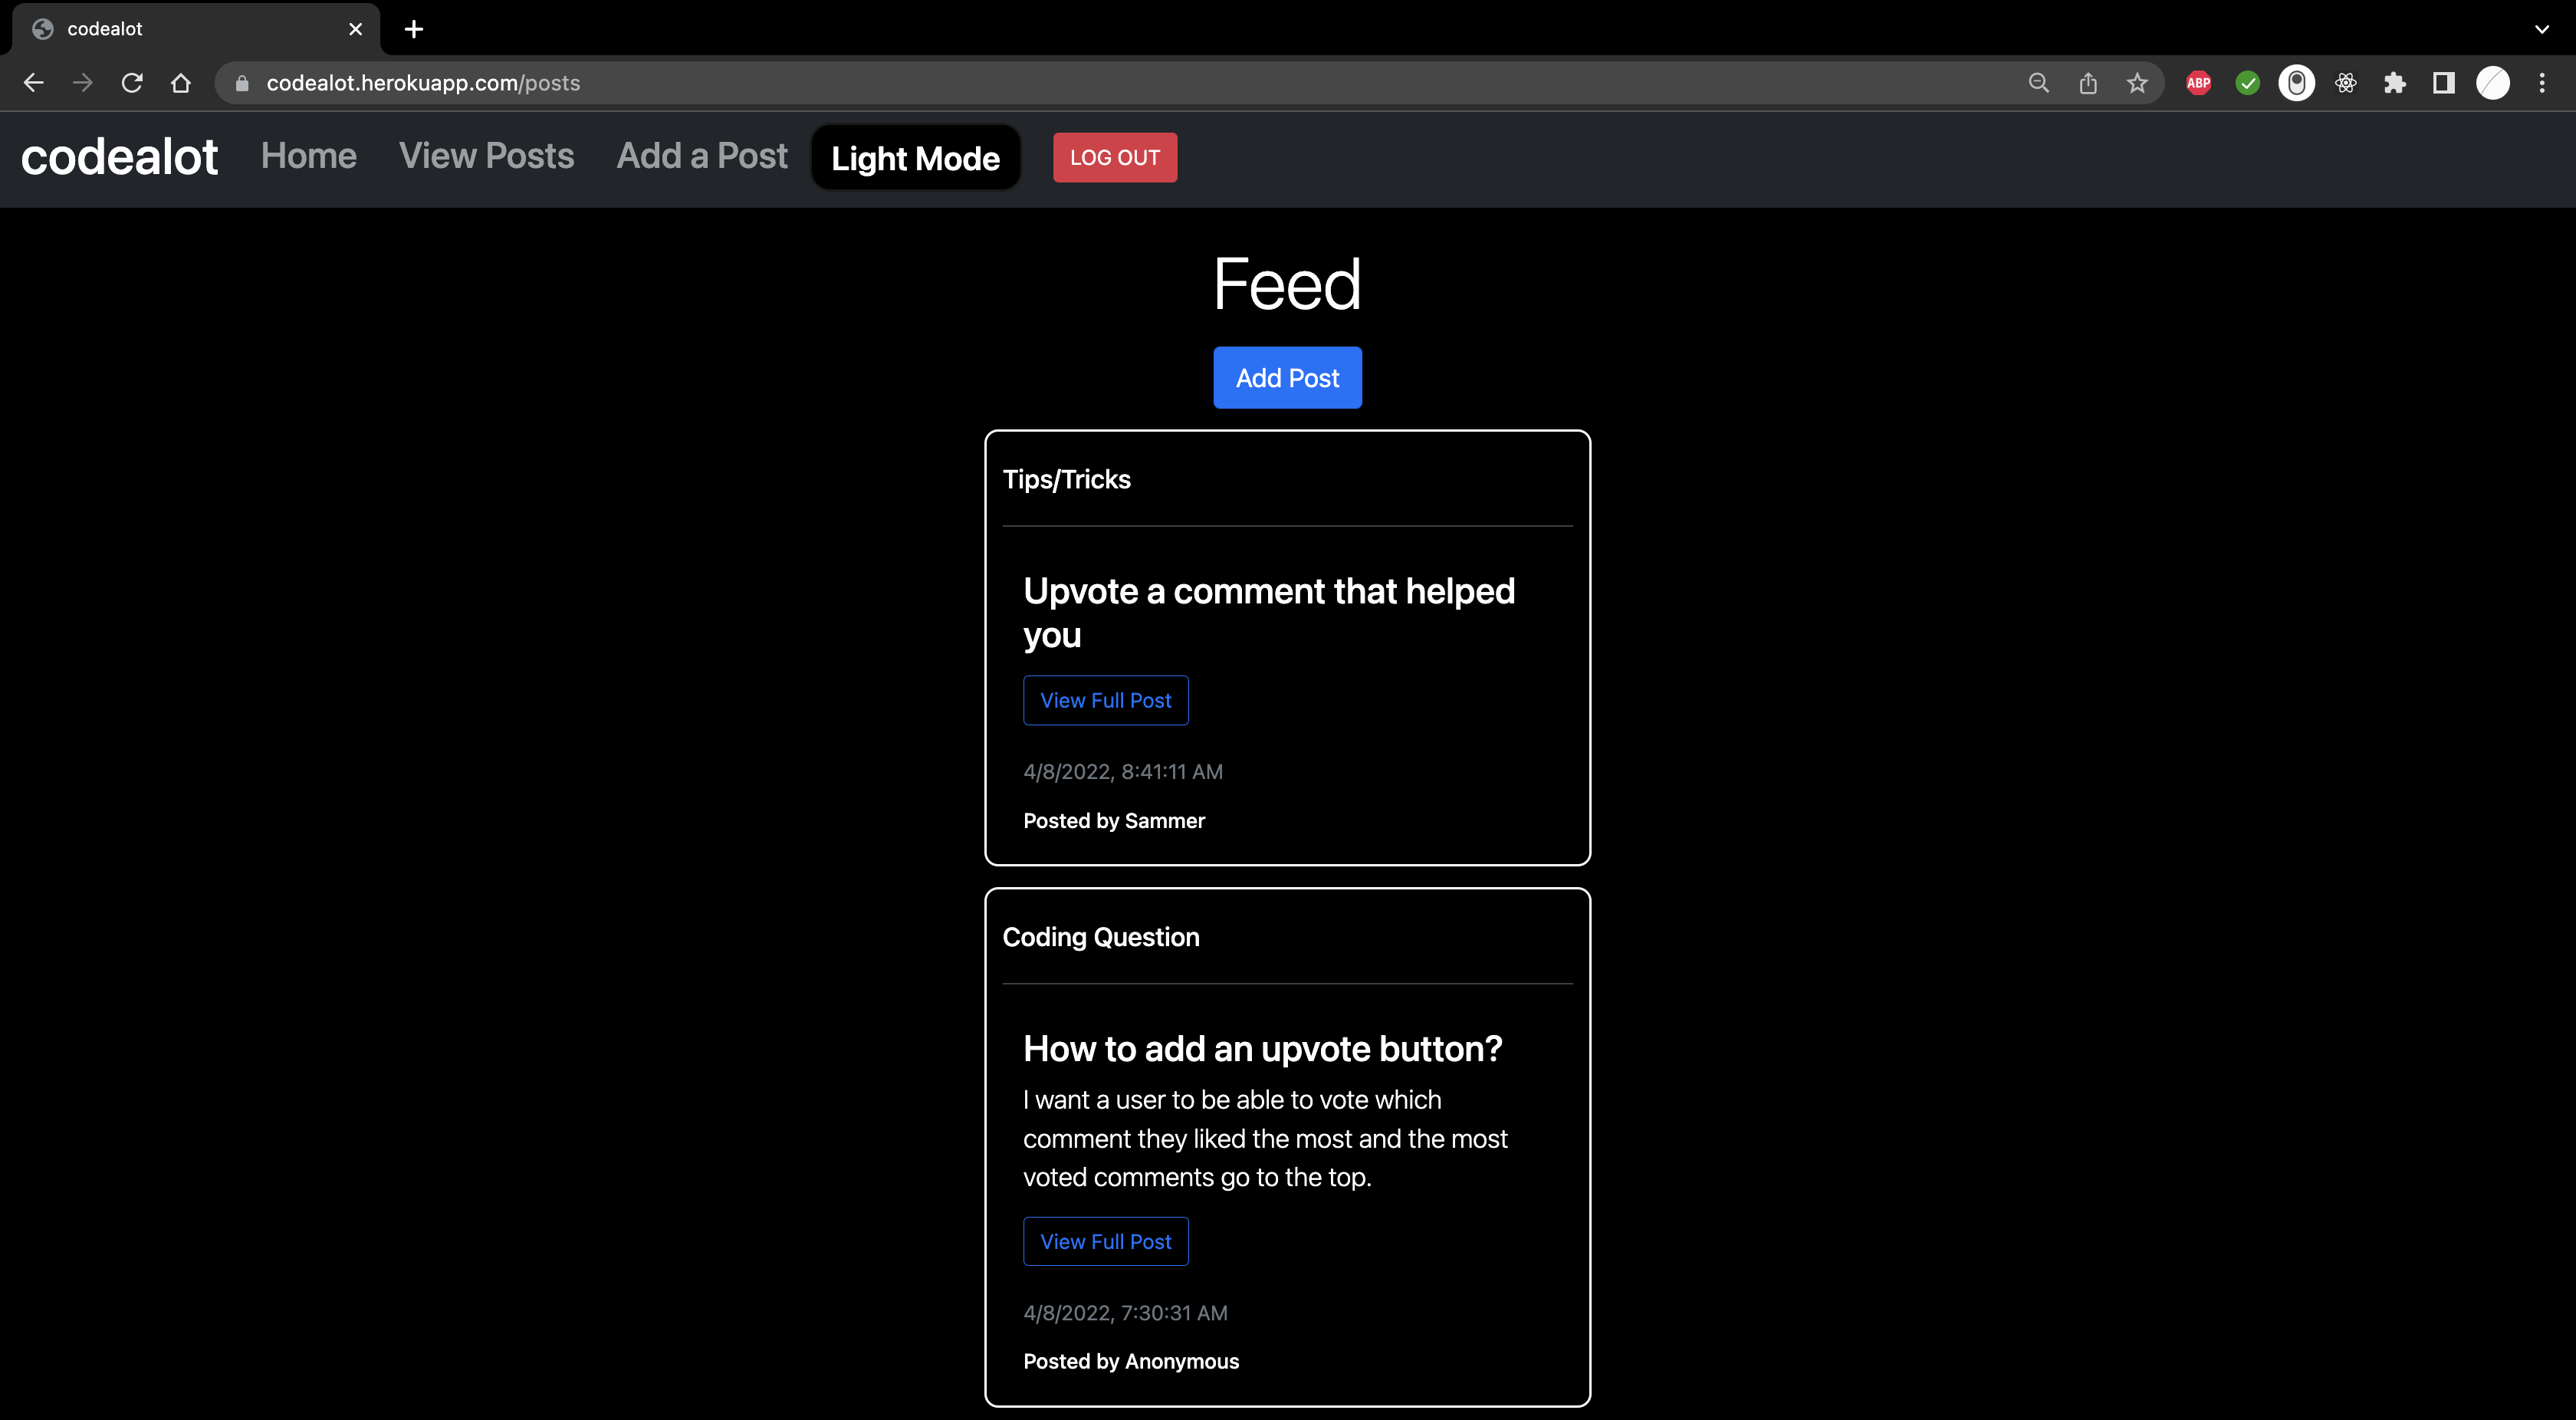 codealot
codealot.herokuapp.com/posts
ABP
codealot Home View Posts Add a Post Light Mode LOG OUT
Feed
Add Post
Tips/Tricks
Upvote a comment that helped
you
View Full Post
4/8/2022, 8:41:11 AM
Posted by Sammer
Coding Question
How to add an upvote button?
I want a user to be able to vote which
comment they liked the most and the most
voted comments go to the top.
View Full Post
4/8/2022, 7:30:31 AM
Posted by Anonymous